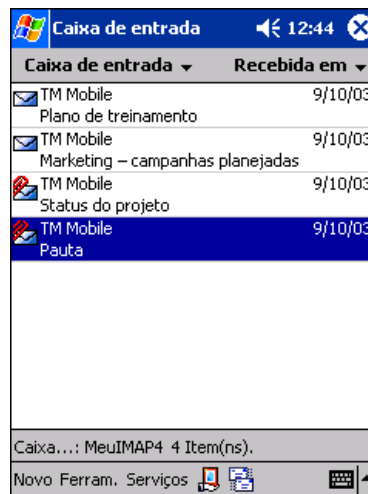 Caixa de entrada 12:44
Caixa de entrada Recebida em
TM Mobile 9/10/03
Plano de treinamento
TM Mobile 9/10/03
Marketing – campanhas planejadas
TM Mobile 9/10/03
Status do projeto
TM Mobile 9/10/03
Pauta
Caixa...: MeuIMAP4 4 Item(ns).
Novo Ferram. Serviços